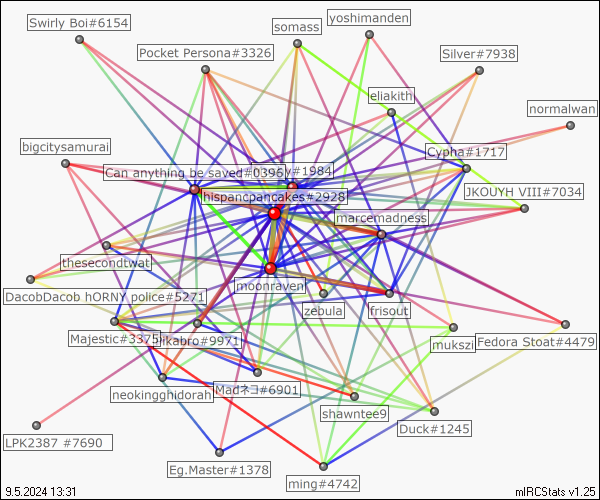 yoshimanden
Swirly Boi#6154
somass
Pocket Persona#3326
Silver#7938
eliakith
normalwan
bigcitysamurai
Cypha#1717
Can anything be saved#0396
y#1984
JKOUYH VIII#7034
hispancpancakes#2928
marcemadness
thesecondtwat
moonraven
DacobDacob hORNY police#5271
zebula
frisout
Majestic#3375
likabro#9971
mukszi
Fedora Stoat#4479
neokingghidorah
Madネコ#6901
shawntee9
Duck#1245
LPK2387 #7690
Eg.Master#1378
ming#4742
9.5.2024 13:31
mIRCStats v1.25